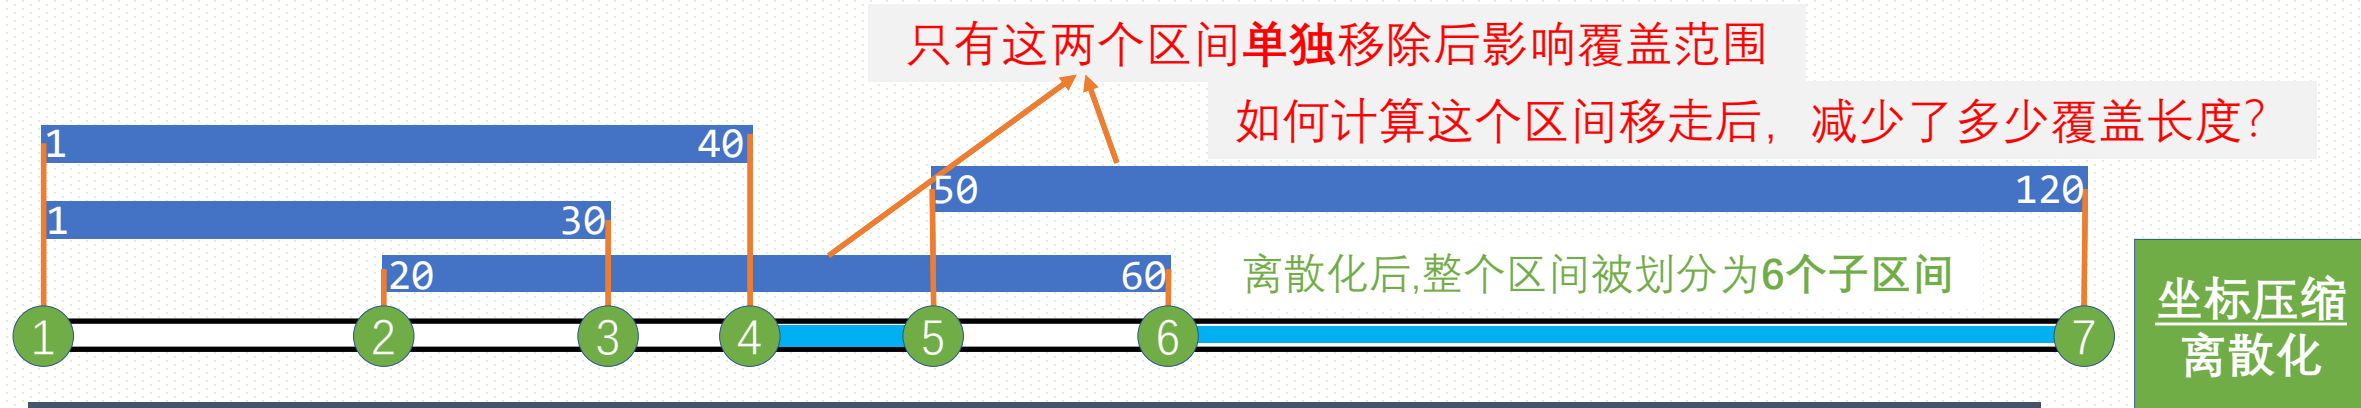 只有这两个区间单独移除后影响覆盖范围
如何计算这个区间移走后，减少了多少覆盖长度?
1 40
50 120
1 30
20 60
离散化后,整个区间被划分为6个子区间
1 2 3 4 5 6 7
坐标压缩
离散化